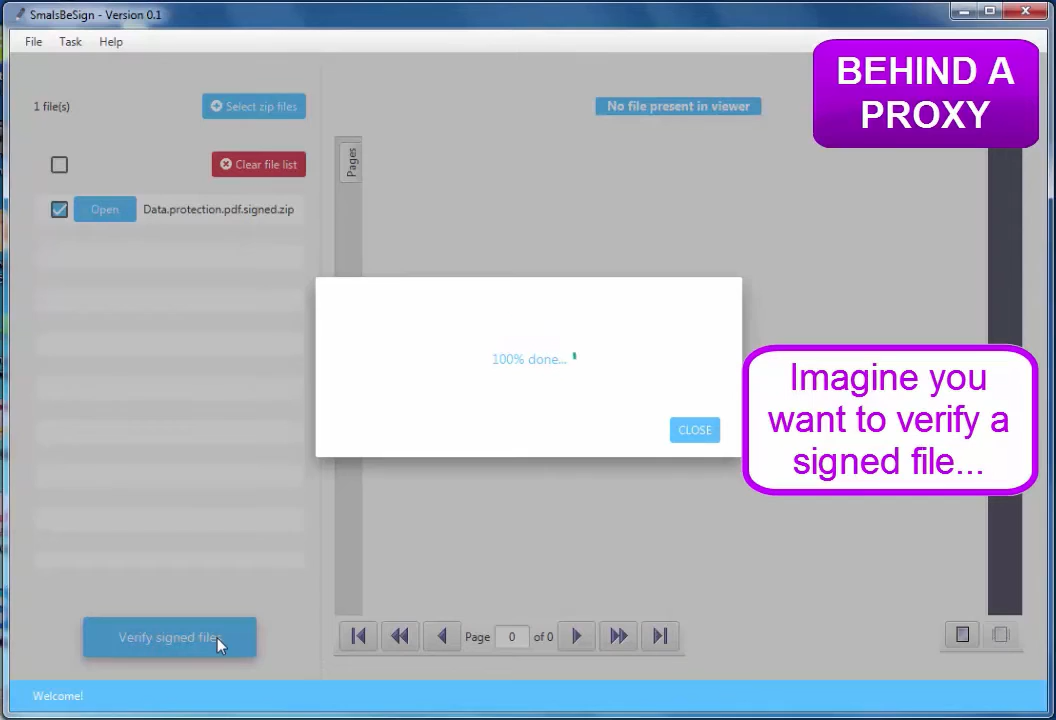 SmalsBeSign - Version 0.1
File Task Help
BEHIND A
PROXY
1 file(s)
Select zip files
No file present in viewer
Clear file list
Pages
Open
Data.protection.pdf.signed.zip
100% done...
CLOSE
Imagine you
want to verify a
signed file...
Verify signed files
Page 0 of 0
Welcome!